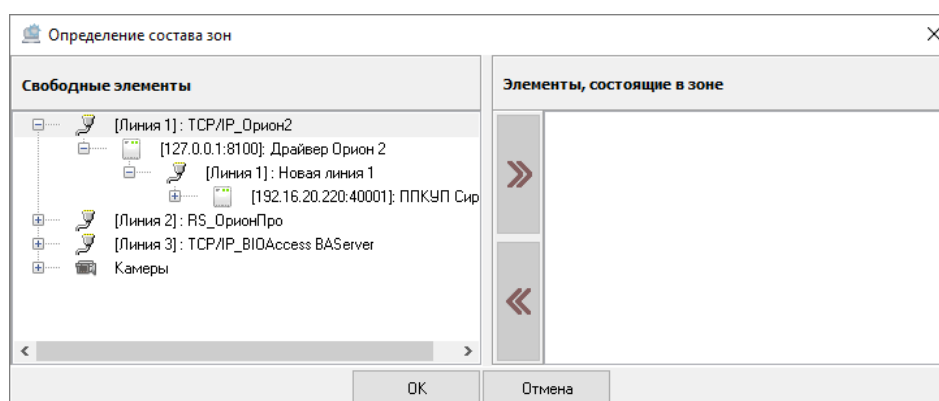 Определение состава зон
Свободные элементы
Элементы, состоящие в зоне
[Линия 1] : TCP/IP_Орион2
[127.0.0.1:8100]: Драйвер Орион 2
[Линия 1] : Новая линия 1
[192.16.20.220:40001]: ППКУП Сир
[Линия 2] : RS_ОрионПро
[Линия 3] : TCP/IP_BIOAccess BAServer
Камеры
OK
Отмена